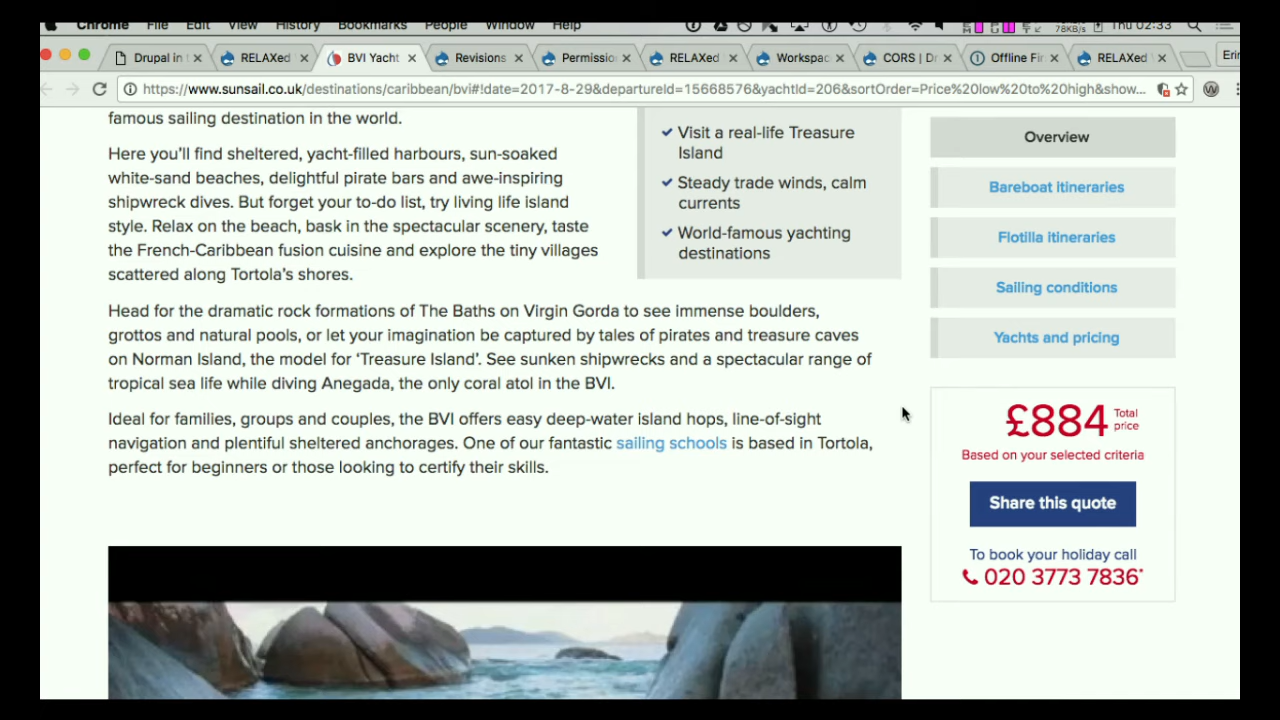 Chrome File Edit View History Bookmarks People Window Help
78KB/s Thu 02:33
Drupal in
RELAXed
BVI Yacht
Revisions
Permission
RELAXed
Workspac
CORS | Dr
Offline Fir
RELAXed
Erin
https://www.sunsail.co.uk/destinations/caribbean/bvi#!date=2017-8-29&departureId=15668576&yachtId=206&sortOrder=Price%20low%20to%20high&show...
famous sailing destination in the world.
Here you'll find sheltered, yacht-filled harbours, sun-soaked
white-sand beaches, delightful pirate bars and awe-inspiring
shipwreck dives. But forget your to-do list, try living life island
style. Relax on the beach, bask in the spectacular scenery, taste
the French-Caribbean fusion cuisine and explore the tiny villages
scattered along Tortola's shores.
Visit a real-life Treasure
Island
Steady trade winds, calm
currents
World-famous yachting
destinations
Head for the dramatic rock formations of The Baths on Virgin Gorda to see immense boulders,
grottos and natural pools, or let your imagination be captured by tales of pirates and treasure caves
on Norman Island, the model for 'Treasure Island'. See sunken shipwrecks and a spectacular range of
tropical sea life while diving Anegada, the only coral atol in the BVI.
Ideal for families, groups and couples, the BVI offers easy deep-water island hops, line-of-sight
navigation and plentiful sheltered anchorages. One of our fantastic sailing schools is based in Tortola,
perfect for beginners or those looking to certify their skills.
Overview
Bareboat itineraries
Flotilla itineraries
Sailing conditions
Yachts and pricing
£884 Total
price
Based on your selected criteria
Share this quote
To book your holiday call
020 3773 7836*